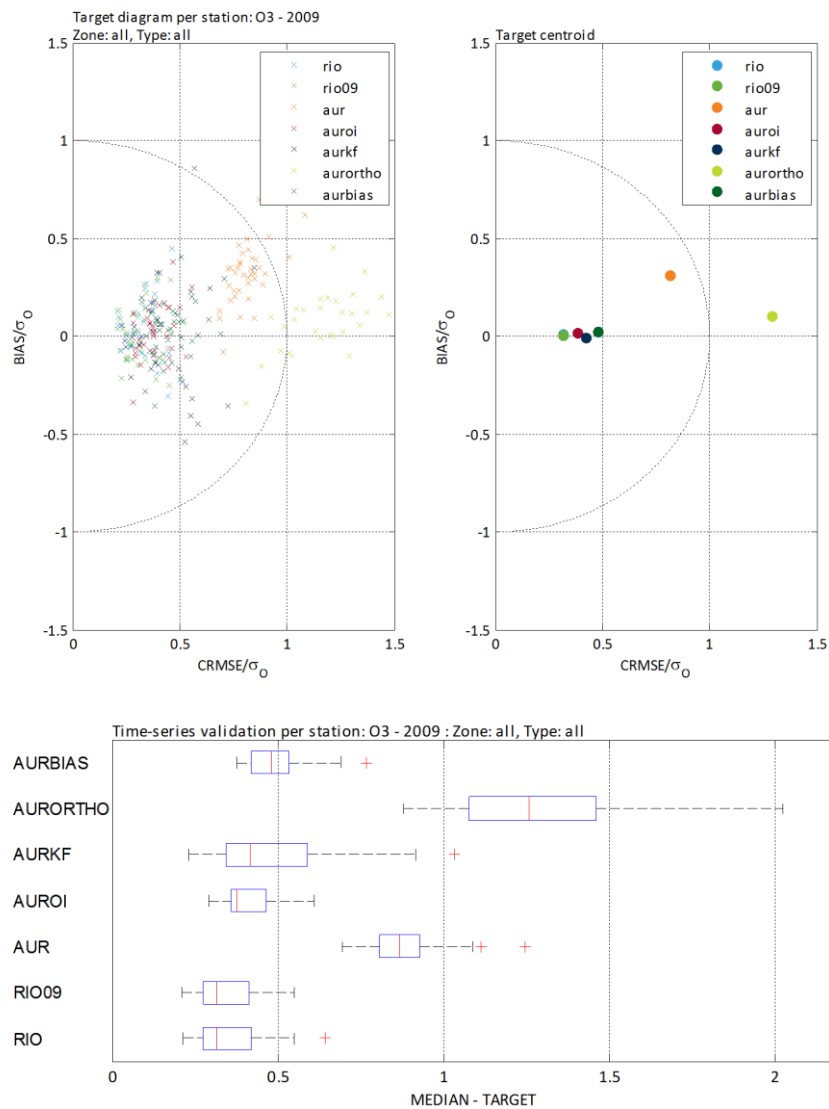 Target diagram per station: O3 - 2009
Zone: all, Type: all
rio
rio09
aur
auroi
aurkf
aurortho
aurbias
1.5
1
0.5
0
-0.5
-1
-1.5
0
0.5
1
1.5
BIAS/σO
CRMSE/σO
Target centroid
rio
rio09
aur
auroi
aurkf
aurortho
aurbias
1.5
1
0.5
0
-0.5
-1
-1.5
0
0.5
1
1.5
BIAS/σO
CRMSE/σO
Time-series validation per station: O3 - 2009 : Zone: all, Type: all
AURBIAS
AURORTHO
AURKF
AUROI
AUR
RIO09
RIO
0
0.5
1
1.5
2
MEDIAN - TARGET